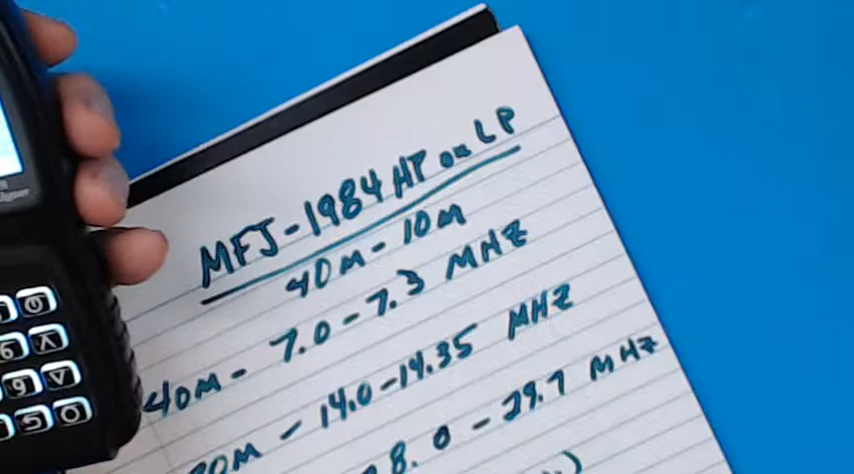 MFJ-1984 HP or LP
40M - 10M
40M - 7.0 - 7.3 MHZ
20M - 14.0 - 14.35 MHZ
8.0 - 29.7 MHZ